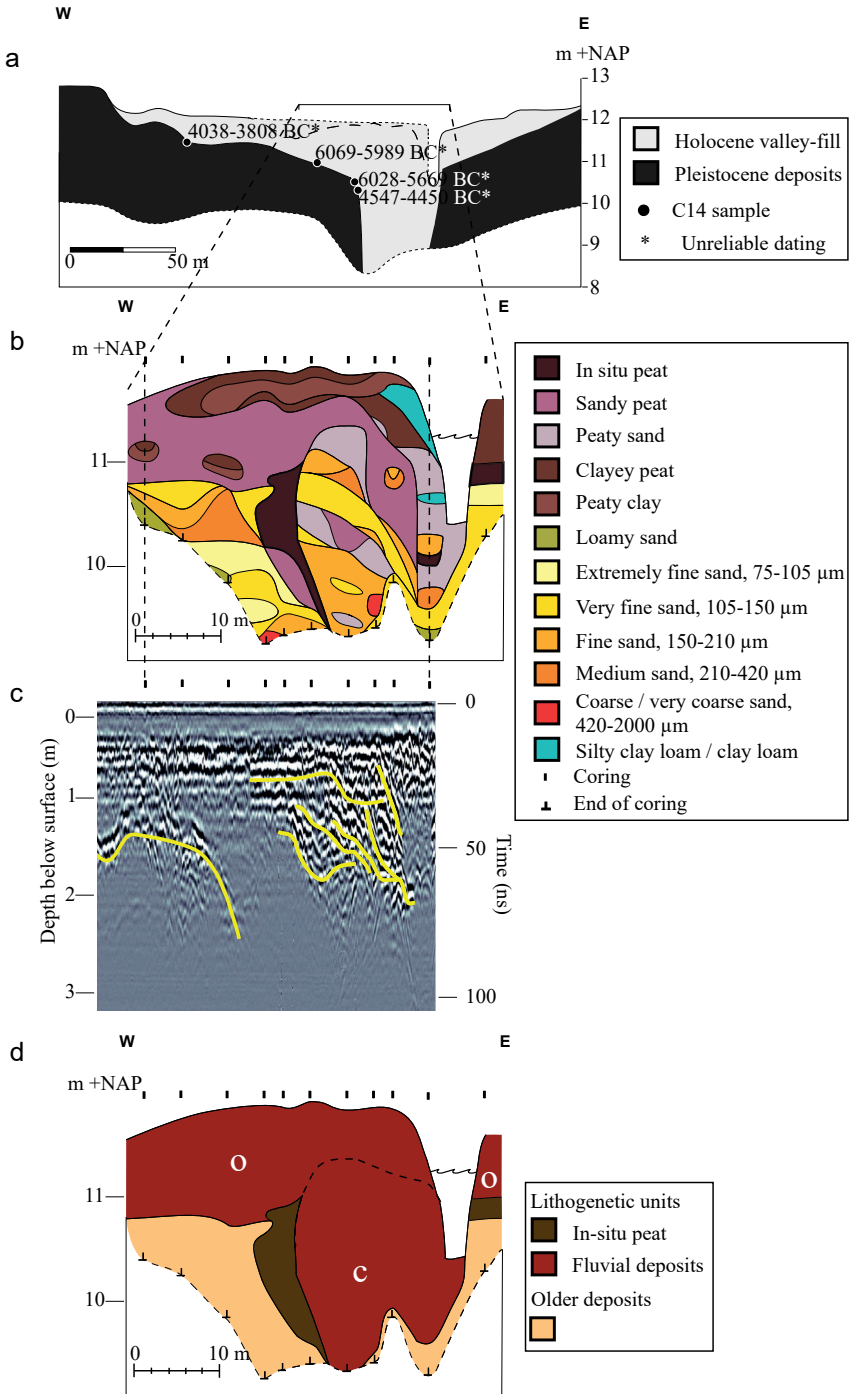 W
E
a
m +NAP
13
12
11
10
9
8
4038-3808 BC*
6069-5989 BC*
6028-5669 BC*
4547-4450 BC*
0 50 m
Holocene valley-fill
Pleistocene deposits
C14 sample
* Unreliable dating
W E
b
m +NAP
11
10
0 10 m
In situ peat
Sandy peat
Peaty sand
Clayey peat
Peaty clay
Loamy sand
Extremely fine sand, 75-105 µm
Very fine sand, 105-150 µm
Fine sand, 150-210 µm
Medium sand, 210-420 µm
Coarse / very coarse sand,
420-2000 µm
Silty clay loam / clay loam
Coring
End of coring
c
Depth below surface (m)
0
1
2
3
0
50
100
Time (ns)
d
W E
m +NAP
11
10
O
O
C
0 10 m
Lithogenetic units
In-situ peat
Fluvial deposits
Older deposits